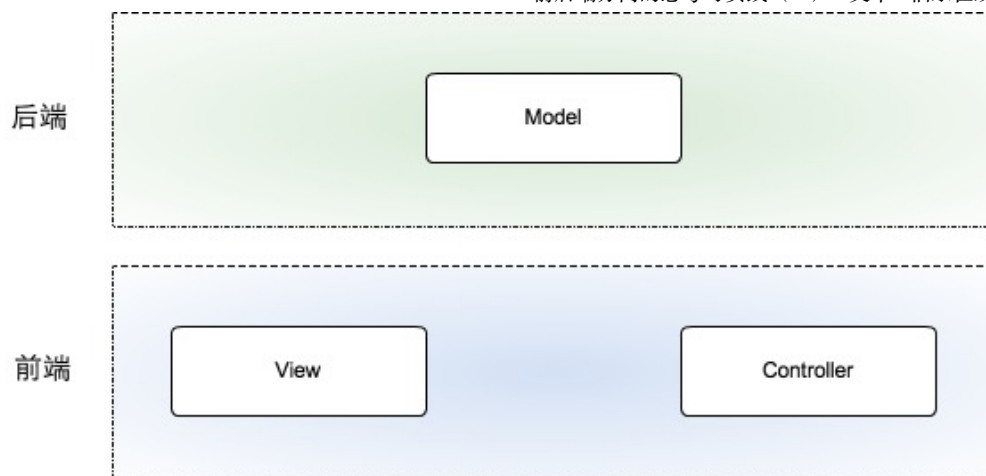 后端
Model
前端
View
Controller